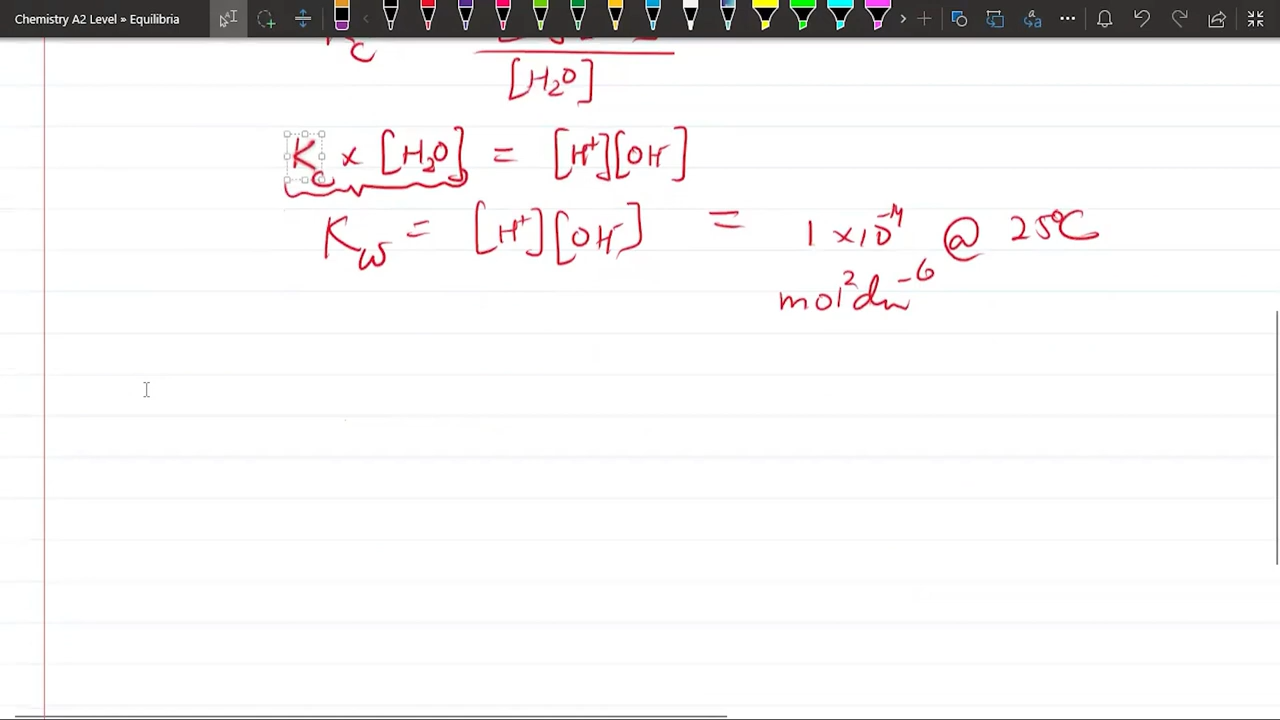 Chemistry A2 Level » Equilibria
[H₂O]
Kc × [H₂O] = [H⁺][OH⁻]
Kw = [H⁺][OH⁻] = 1 ×10⁻¹⁴ @ 25°C
mol²dm⁻⁶